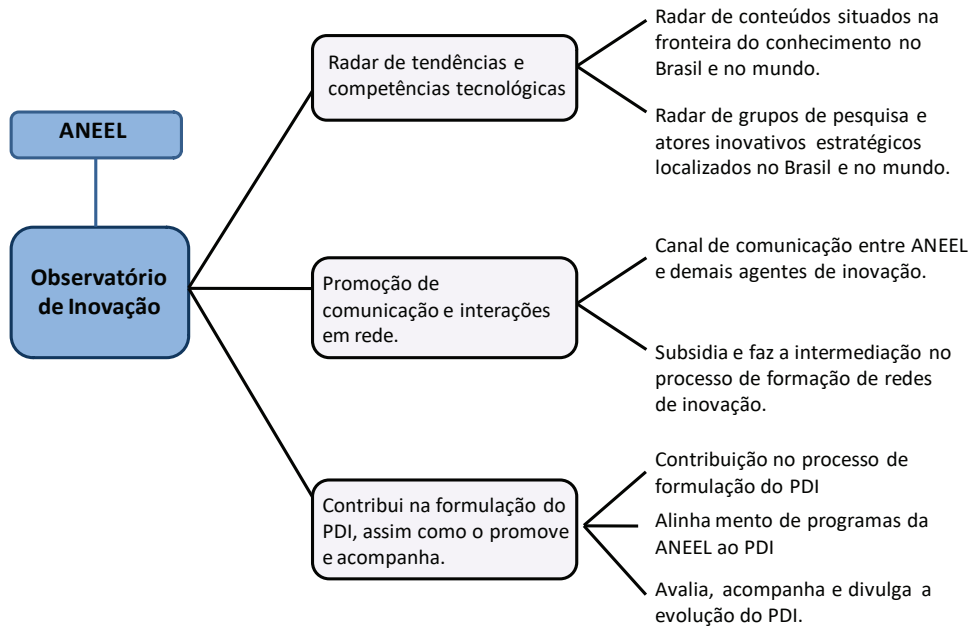 ANEEL
Observatório
de Inovação
Radar de tendências e
competências tecnológicas
Radar de conteúdos situados na
fronteira do conhecimento no
Brasil e no mundo.
Radar de grupos de pesquisa e
atores inovativos estratégicos
localizados no Brasil e no mundo.
Promoção de
comunicação e interações
em rede.
Canal de comunicação entre ANEEL
e demais agentes de inovação.
Subsidia e faz a intermediação no
processo de formação de redes
de inovação.
Contribui na formulação do
PDI, assim como o promove
e acompanha.
Contribuição no processo de
formulação do PDI
Alinha mento de programas da
ANEEL ao PDI
Avalia, acompanha e divulga a
evolução do PDI.